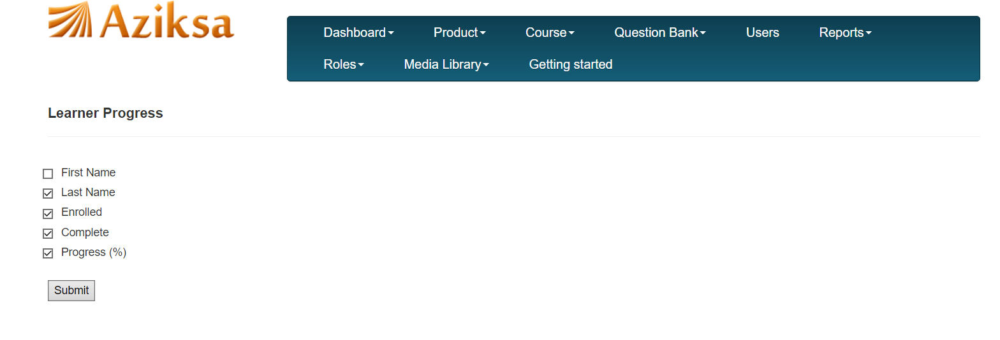 Aziksa
Dashboard Product Course Question Bank Users Reports
Roles Media Library Getting started
Learner Progress
First Name
Last Name
Enrolled
Complete
Progress (%)
Submit